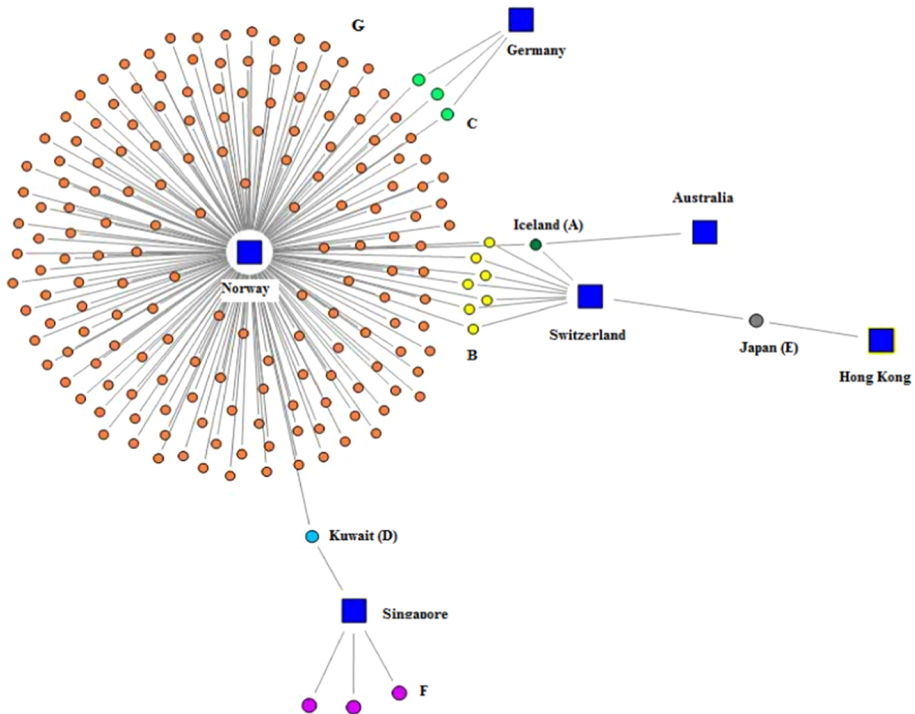 G
Germany
C
Australia
Iceland (A)
Norway
Switzerland
B
Japan (E)
Hong Kong
Kuwait (D)
Singapore
F